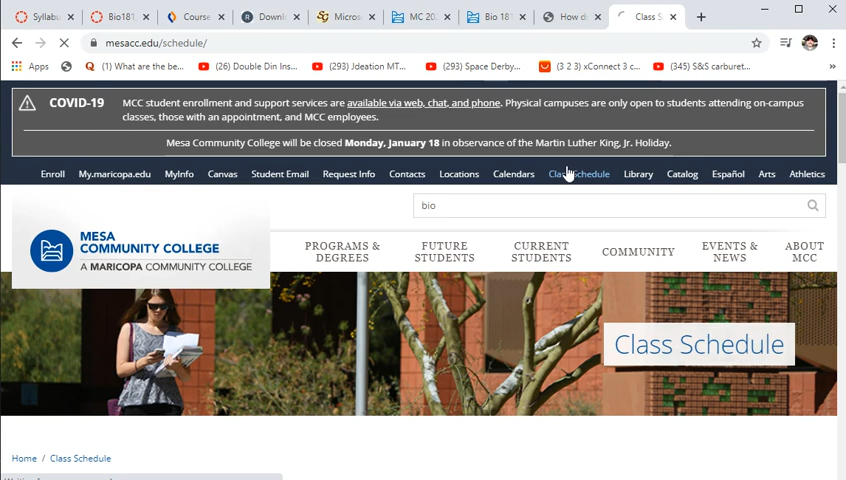 Syllabu
Bio181,
Course
Downlo
Micros
MC 202
Bio 181
How di
Class S
mesacc.edu/schedule/
Apps
(1) What are the be...
(26) Double Din Ins...
(293) Jdeation MT...
(293) Space Derby...
(3 2 3) xConnect 3 c...
(345) S&S carburet...
COVID-19
MCC student enrollment and support services are available via web, chat, and phone. Physical campuses are only open to students attending on-campus
classes, those with an appointment, and MCC employees.
Mesa Community College will be closed Monday, January 18 in observance of the Martin Luther King, Jr. Holiday.
Enroll My.maricopa.edu MyInfo Canvas Student Email Request Info Contacts Locations Calendars Class Schedule Library Catalog Español Arts Athletics
bio
MESA
COMMUNITY COLLEGE
A MARICOPA COMMUNITY COLLEGE
PROGRAMS &
DEGREES
FUTURE
STUDENTS
CURRENT
STUDENTS
COMMUNITY
EVENTS &
NEWS
ABOUT
MCC
Class Schedule
Home / Class Schedule